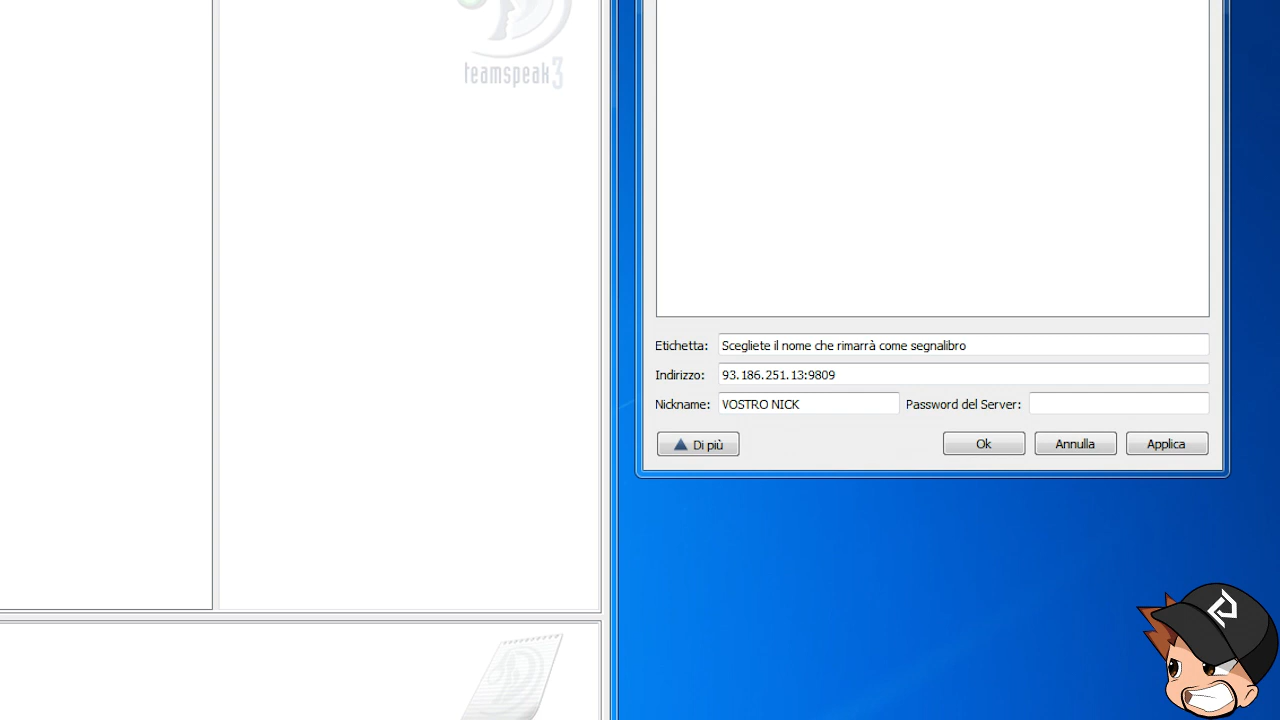 teamspeak3
Etichetta: Scegliete il nome che rimarrà come segnalibro
Indirizzo: 93.186.251.13:9809
Nickname: VOSTRO NICK Password del Server:
Di più Ok Annulla Applica